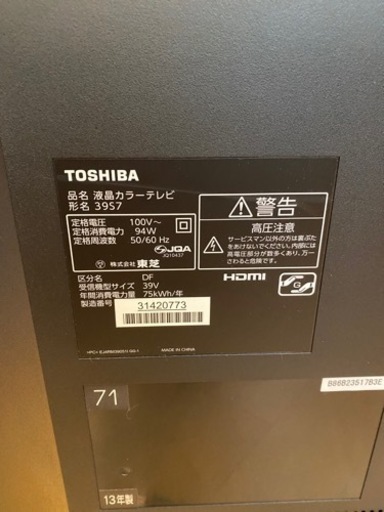 TOSHIBA
品名 液晶カラーテレビ
形名 39S7
定格電圧 100V～
定格消費電力 94W
定格周波数 50/60 Hz
JQA
JQ10437
株式会社 東芝
区分名 DF
受信機型サイズ 39V
年間消費電力量 75kWh/年
製造番号 31420773
MADE IN CHINA
警告
高圧注意
サービスマン以外の方は裏ぶたを
あけないでください。内部には
高電圧部分が数多くあり、万一
さわると危険です。
HDMI
B86B23517B3E
71
13年製